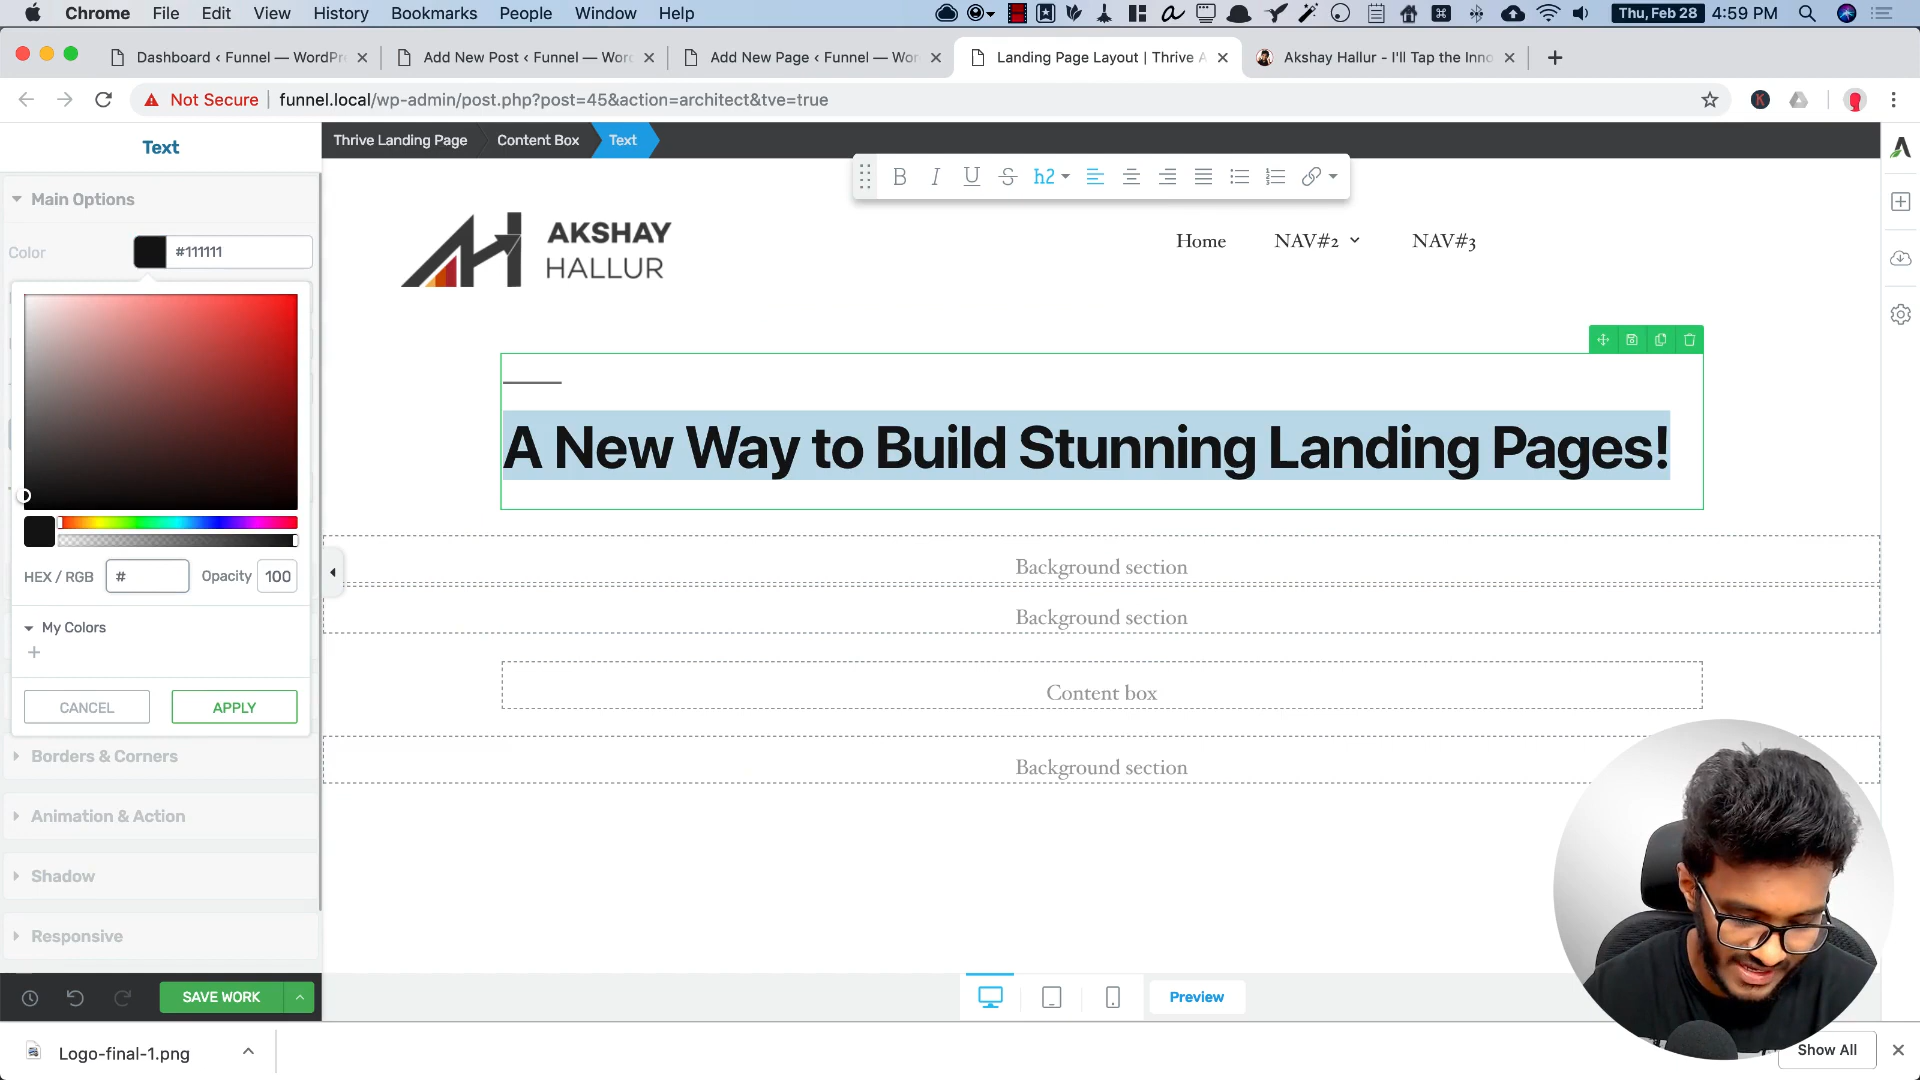 Chrome File Edit View History Bookmarks People Window Help Thu, Feb 28 4:59 PM
Dashboard ‹ Funnel — WordPr
Add New Post ‹ Funnel — Wor
Add New Page ‹ Funnel — Wor
Landing Page Layout | Thrive A
Akshay Hallur - I'll Tap the Inno
Not Secure funnel.local/wp-admin/post.php?post=45&action=architect&tve=true
Text
Thrive Landing Page Content Box Text
B I U S h2
Main Options
Color #111111
AKSHAY
HALLUR
Home NAV#2 NAV#3
A New Way to Build Stunning Landing Pages!
HEX / RGB # Opacity 100
My Colors
CANCEL APPLY
Background section
Background section
Content box
Background section
Borders & Corners
Animation & Action
Shadow
Responsive
SAVE WORK
Preview
Logo-final-1.png
Show All